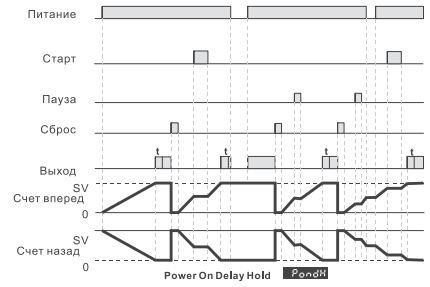 Питание
Старт
Пауза
Сброс
t t t t
Выход
SV
Счет вперед
0
SV
Счет назад
0
Power On Delay Hold PondH